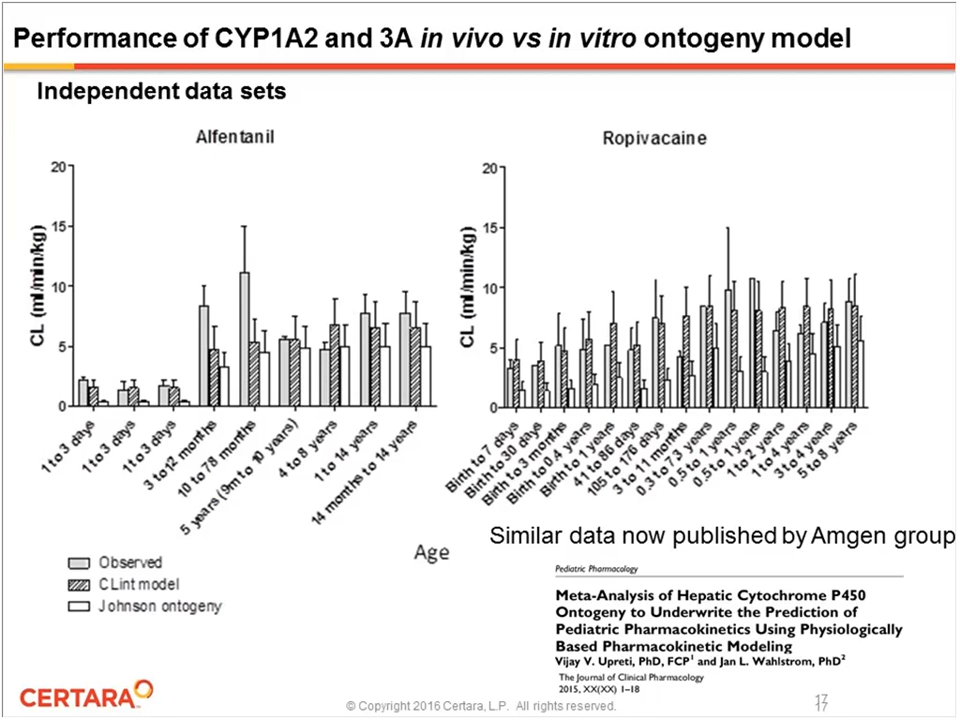 Performance of CYP1A2 and 3A in vivo vs in vitro ontogeny model
Independent data sets
Alfentanil
20
15
10
5
0
CL (ml/min/kg)
1 to 3 days
1 to 3 days
1 to 3 days
3 to12 months
10 to 78 months
5 years (9m to 10 years)
4 to 8 years
1 to 14 years
14 months to 14 years
Ropivacaine
20
15
10
5
0
CL (ml/min/kg)
Birth to 7 days
Birth to 30 days
Birth to 3 months
Birth to 0.4 years
Birth to 1 years
41 to 86 days
105 to 176 days
3 to 11 months
0.3 to 7.3 years
0.5 to 1 years
0.5 to 1 years
1 to 2 years
1 to 4 years
3 to 4 years
5 to 8 years
Age
Observed
CLint model
Johnson ontogeny
Similar data now published by Amgen group
Pediatric Pharmacology
Meta-Analysis of Hepatic Cytochrome P450
Ontogeny to Underwrite the Prediction of
Pediatric Pharmacokinetics Using Physiologically
Based Pharmacokinetic Modeling
Vijay V. Upreti, PhD, FCP1 and Jan L. Wahlstrom, PhD2
The Journal of Clinical Pharmacology
2015, XX(XX) 1–18
CERTARA
© Copyright 2016 Certara, L.P. All rights reserved.
17
17